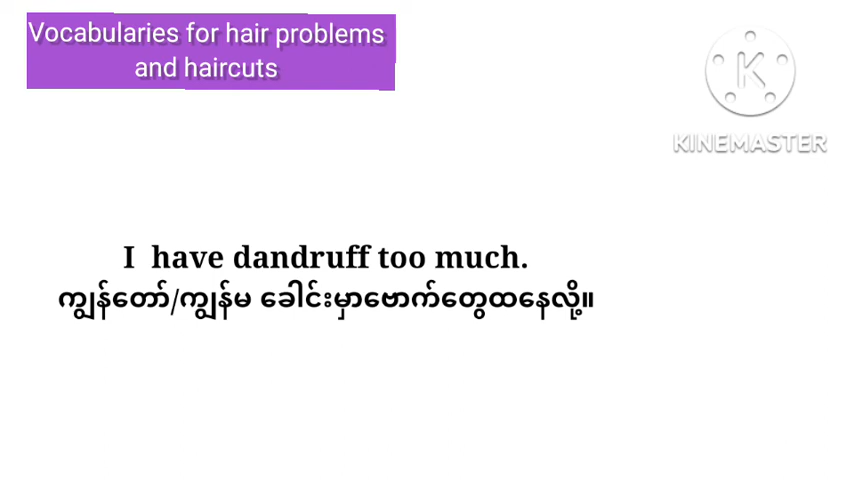 Vocabularies for hair problems
and haircuts
K
KINEMASTER
I have dandruff too much.
ကျွန်တော်/ကျွန်မ ခေါင်းမှာဗောက်တွေထနေလို့။